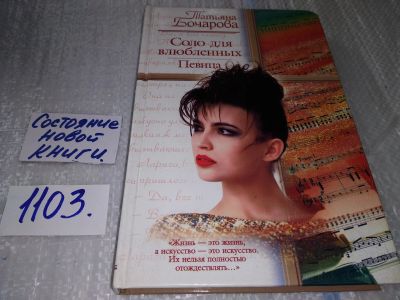 Татьяна
Бочарова
Соло для
влюбленных
Певица
Состояние
новой
книги.
1103.
«Жизнь — это жизнь,
а искусство — это искусство.
Их нельзя полностью
отождествлять...»